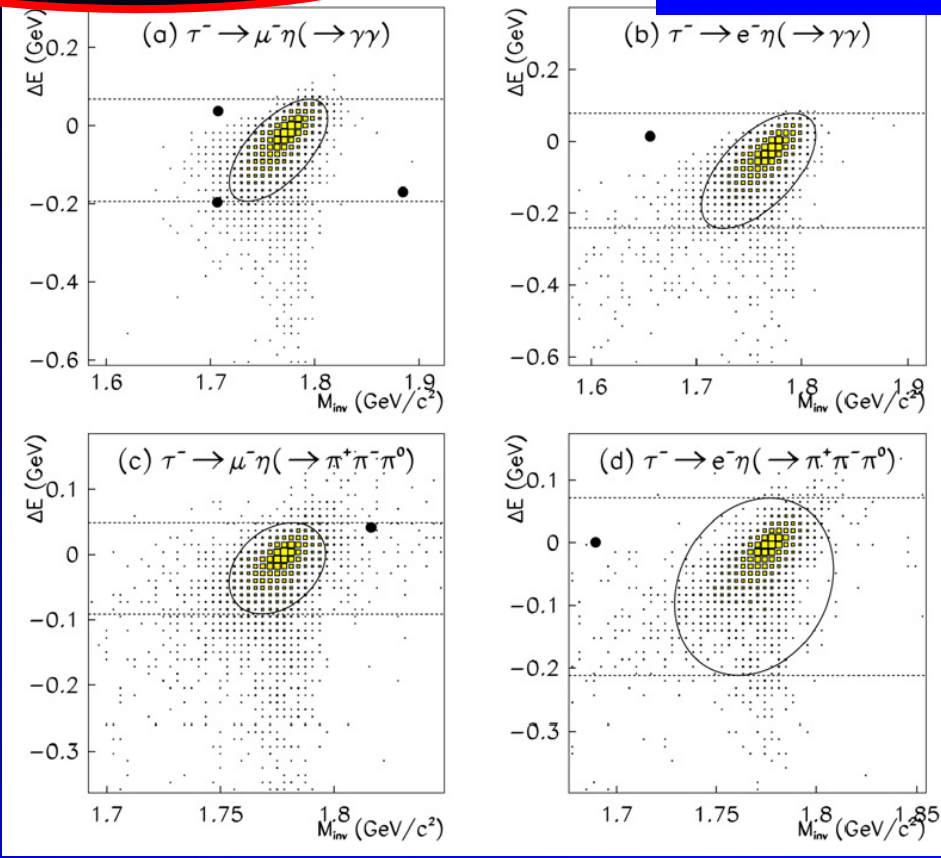 (a) τ⁻ → μ⁻η(→γγ)
ΔE (GeV)
0.2
0
−0.2
−0.4
−0.6
1.6 1.7 1.8 1.9
M_inv (GeV/c²)
(b) τ⁻ → e⁻η(→γγ)
ΔE (GeV)
0.2
0
−0.2
−0.4
−0.6
1.6 1.7 1.8 1.9
M_inv (GeV/c²)
(c) τ⁻ → μ⁻η(→π⁺π⁻π⁰)
ΔE (GeV)
0.1
0
−0.1
−0.2
−0.3
1.7 1.75 1.8
M_inv (GeV/c²)
(d) τ⁻ → e⁻η(→π⁺π⁻π⁰)
ΔE (GeV)
0.1
0
−0.1
−0.2
−0.3
1.7 1.75 1.8 1.85
M_inv (GeV/c²)